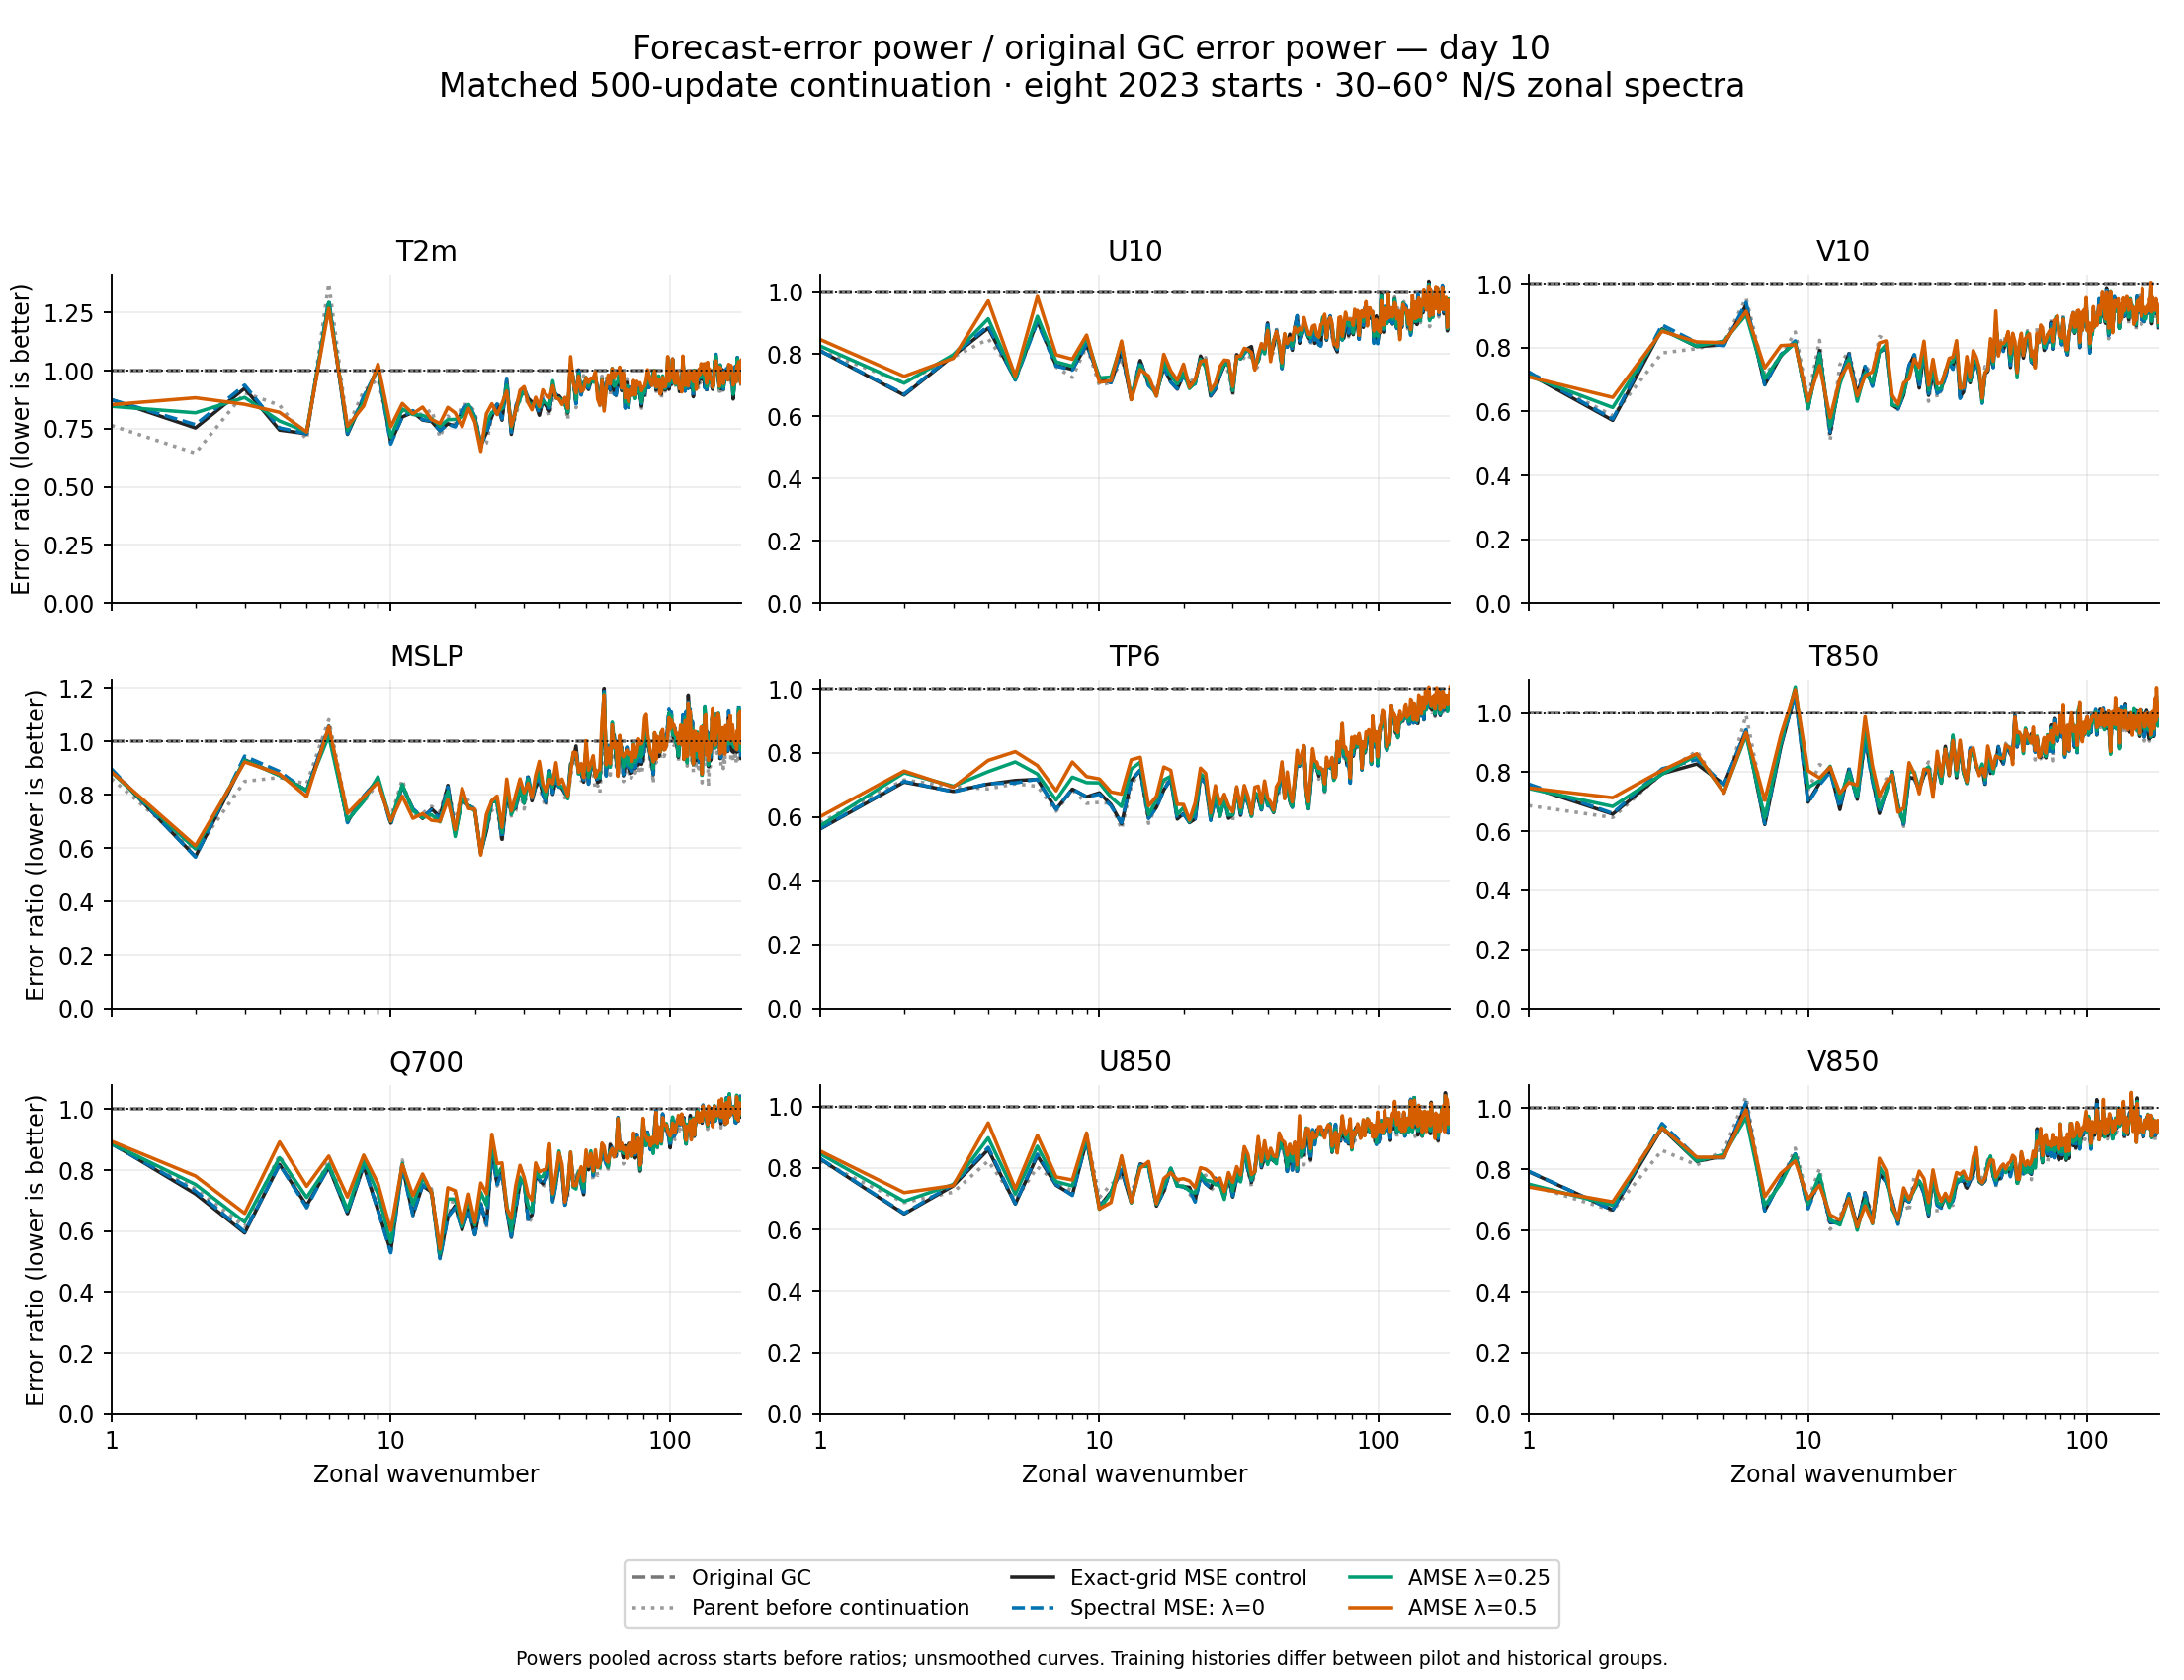 Forecast-error power / original GC error power — day 10
Matched 500-update continuation · eight 2023 starts · 30–60° N/S zonal spectra
T2m
U10
V10
Error ratio (lower is better)
1.25
1.00
0.75
0.50
0.25
0.00
1.0
0.8
0.6
0.4
0.2
0.0
1.0
0.8
0.6
0.4
0.2
0.0
MSLP
TP6
T850
Error ratio (lower is better)
1.2
1.0
0.8
0.6
0.4
0.2
0.0
1.0
0.8
0.6
0.4
0.2
0.0
1.0
0.8
0.6
0.4
0.2
0.0
Q700
U850
V850
Error ratio (lower is better)
1.0
0.8
0.6
0.4
0.2
0.0
1.0
0.8
0.6
0.4
0.2
0.0
1.0
0.8
0.6
0.4
0.2
0.0
1 10 100
1 10 100
1 10 100
Zonal wavenumber
Zonal wavenumber
Zonal wavenumber
Original GC
Parent before continuation
Exact-grid MSE control
Spectral MSE: λ=0
AMSE λ=0.25
AMSE λ=0.5
Powers pooled across starts before ratios; unsmoothed curves. Training histories differ between pilot and historical groups.